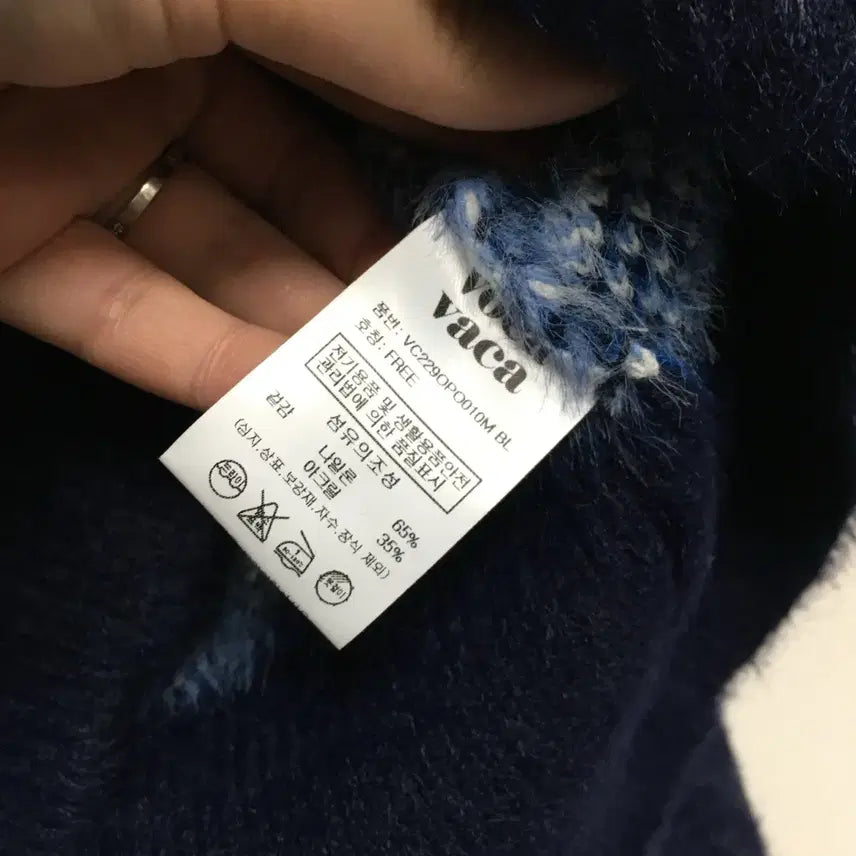 vaca
품번: VC229OPO010M BL
호칭: FREE
전기용품 및 생활용품안전
관리법에 의한 품질표시
섬유의조성
겉감 나일론 65%
아크릴 35%
(심지,상표,보강재,자수,장식 제외)
드라이